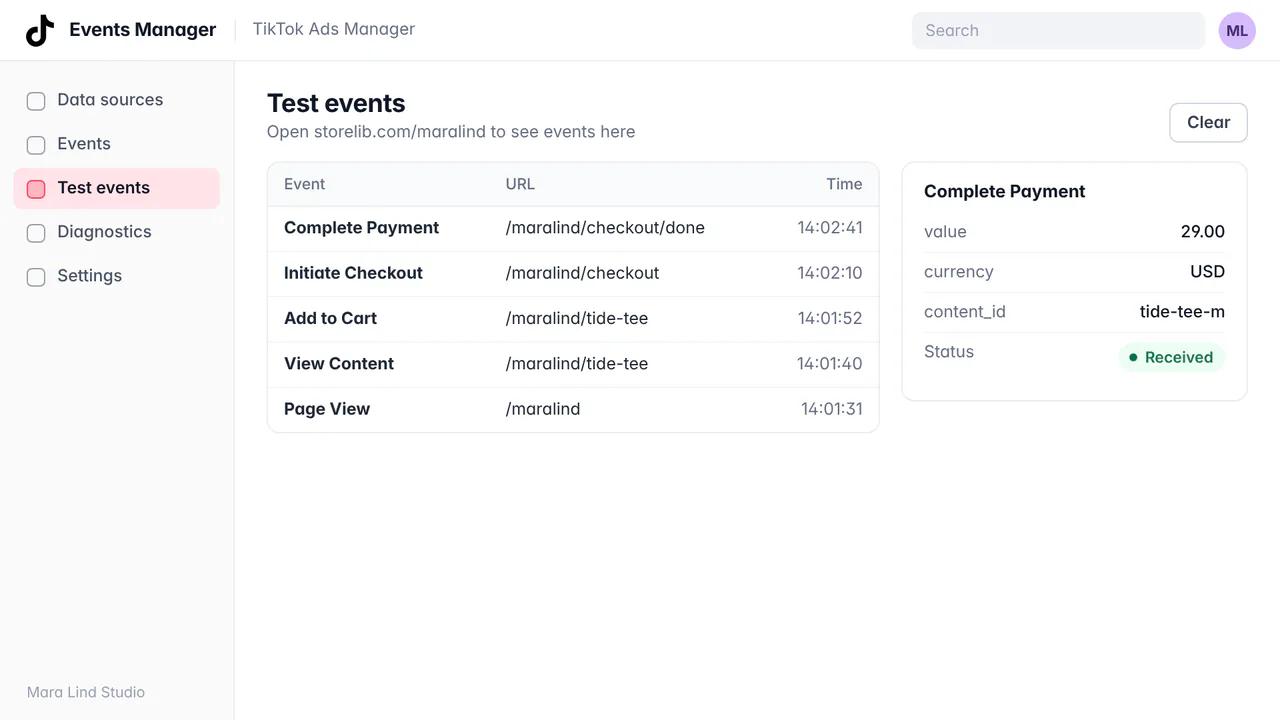 Events Manager
TikTok Ads Manager
Search
ML
Data sources
Events
Test events
Diagnostics
Settings
Mara Lind Studio
Test events
Open storelib.com/maralind to see events here
Clear
Event URL Time
Complete Payment /maralind/checkout/done 14:02:41
Initiate Checkout /maralind/checkout 14:02:10
Add to Cart /maralind/tide-tee 14:01:52
View Content /maralind/tide-tee 14:01:40
Page View /maralind 14:01:31
Complete Payment
value 29.00
currency USD
content_id tide-tee-m
Status Received